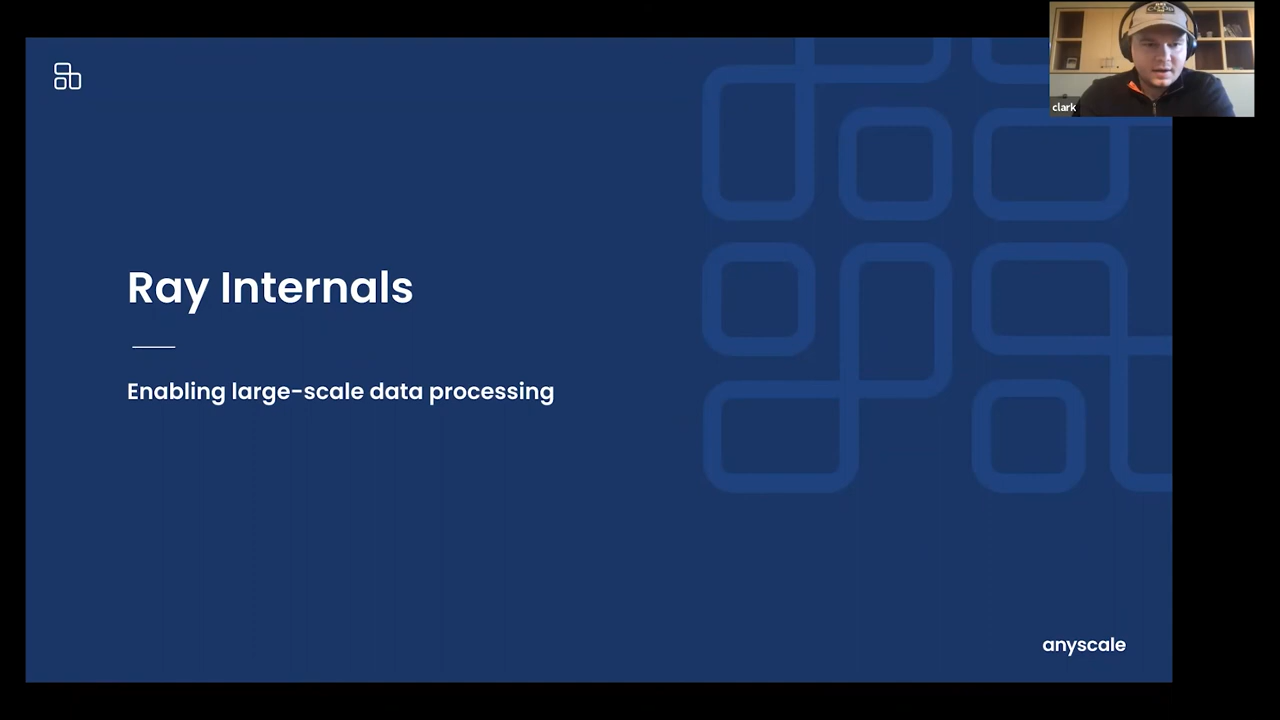 clark
Ray Internals
Enabling large-scale data processing
anyscale